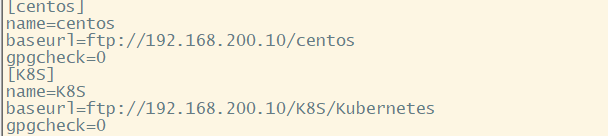 [centos]
name=centos
baseurl=ftp://192.168.200.10/centos
gpgcheck=0
[K8S]
name=K8S
baseurl=ftp://192.168.200.10/K8S/Kubernetes
gpgcheck=0